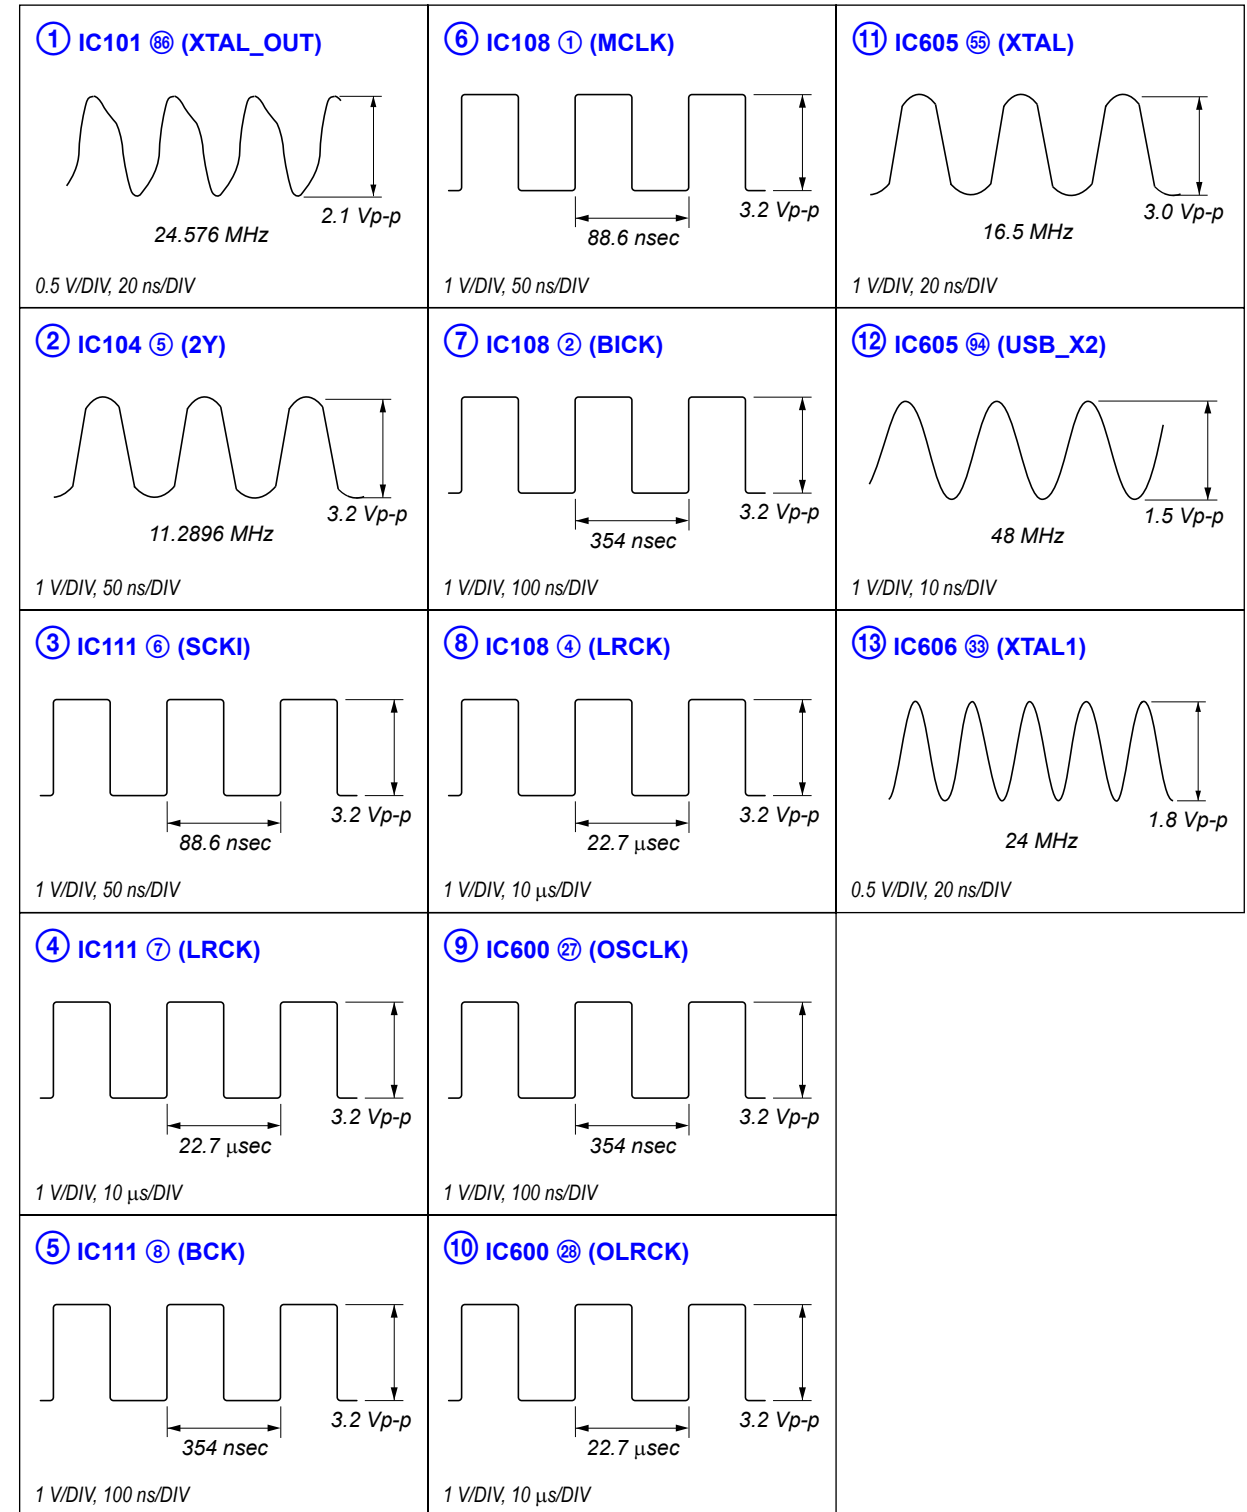 ① IC101 ㊏ (XTAL_OUT)
2.1 Vp-p
24.576 MHz
0.5 V/DIV, 20 ns/DIV
② IC104 ⑤ (2Y)
3.2 Vp-p
11.2896 MHz
1 V/DIV, 50 ns/DIV
③ IC111 ⑥ (SCKI)
3.2 Vp-p
88.6 nsec
1 V/DIV, 50 ns/DIV
④ IC111 ⑦ (LRCK)
3.2 Vp-p
22.7 μsec
1 V/DIV, 10 μs/DIV
⑤ IC111 ⑧ (BCK)
3.2 Vp-p
354 nsec
1 V/DIV, 100 ns/DIV
⑥ IC108 ① (MCLK)
3.2 Vp-p
88.6 nsec
1 V/DIV, 50 ns/DIV
⑦ IC108 ② (BICK)
3.2 Vp-p
354 nsec
1 V/DIV, 100 ns/DIV
⑧ IC108 ④ (LRCK)
3.2 Vp-p
22.7 μsec
1 V/DIV, 10 μs/DIV
⑨ IC600 ㉗ (OSCLK)
3.2 Vp-p
354 nsec
1 V/DIV, 100 ns/DIV
⑩ IC600 ㉘ (OLRCK)
3.2 Vp-p
22.7 μsec
1 V/DIV, 10 μs/DIV
⑪ IC605 55 (XTAL)
3.0 Vp-p
16.5 MHz
1 V/DIV, 20 ns/DIV
⑫ IC605 94 (USB_X2)
1.5 Vp-p
48 MHz
1 V/DIV, 10 ns/DIV
⑬ IC606 ㉝ (XTAL1)
1.8 Vp-p
24 MHz
0.5 V/DIV, 20 ns/DIV